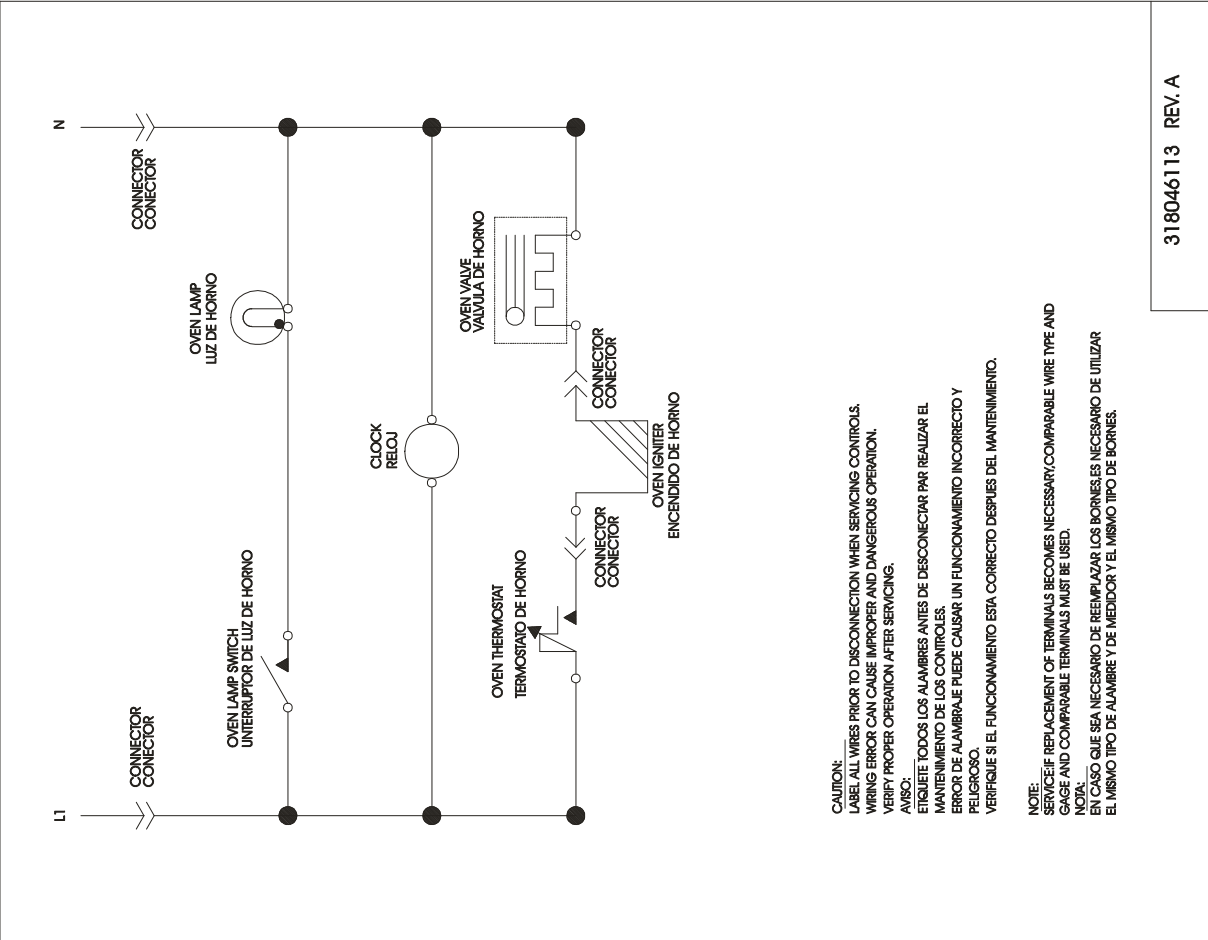 L1
N
CONNECTOR
CONECTOR
CONNECTOR
CONECTOR
OVEN LAMP SWITCH
UNTERRUPTOR DE LUZ DE HORNO
OVEN LAMP
LUZ DE HORNO
CLOCK
RELOJ
OVEN THERMOSTAT
TERMOSTATO DE HORNO
OVEN VALVE
VALVULA DE HORNO
CONNECTOR
CONECTOR
CONNECTOR
CONECTOR
OVEN IGNITER
ENCENDIDO DE HORNO
CAUTION:
LABEL ALL WIRES PRIOR TO DISCONNECTION WHEN SERVICING CONTROLS.
WIRING ERROR CAN CAUSE IMPROPER AND DANGEROUS OPERATION.
VERIFY PROPER OPERATION AFTER SERVICING.
AVISO:
ETIQUETE TODOS LOS ALAMBRES ANTES DE DESCONECTAR PAR REALIZAR EL
MANTENIMIENTO DE LOS CONTROLES.
ERROR DE ALAMBRAJE PUEDE CAUSAR UN FUNCIONAMIENTO INCORRECTO Y
PELIGROSO.
VERIFIQUE SI EL FUNCIONAMIENTO ESTA CORRECTO DESPUES DEL MANTENIMIENTO.
NOTE:
SERVICE:IF REPLACEMENT OF TERMINALS BECOMES NECESSARY,COMPARABLE WIRE TYPE AND
GAGE AND COMPARABLE TERMINALS MUST BE USED.
NOTA:
EN CASO QUE SEA NECESARIO DE REEMPLAZAR LOS BORNES,ES NECESARIO DE UTILIZAR
EL MISMO TIPO DE ALAMBRE Y DE MEDIDOR Y EL MISMO TIPO DE BORNES.
318046113 REV. A